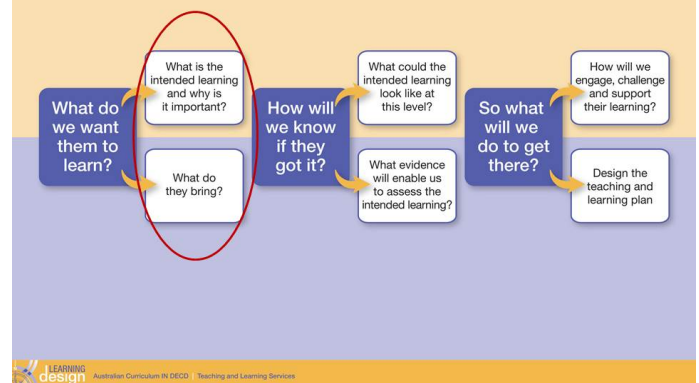 What do
we want
them to
learn?
What is the
intended learning
and why is
it important?
What do
they bring?
How will
we know
if they
got it?
What could the
intended learning
look like at
this level?
What evidence
will enable us
to assess the
intended learning?
So what
will we
do to get
there?
How will we
engage, challenge
and support
their learning?
Design the
teaching and
learning plan
LEARNING
design
Australian Curriculum IN DECD | Teaching and Learning Services